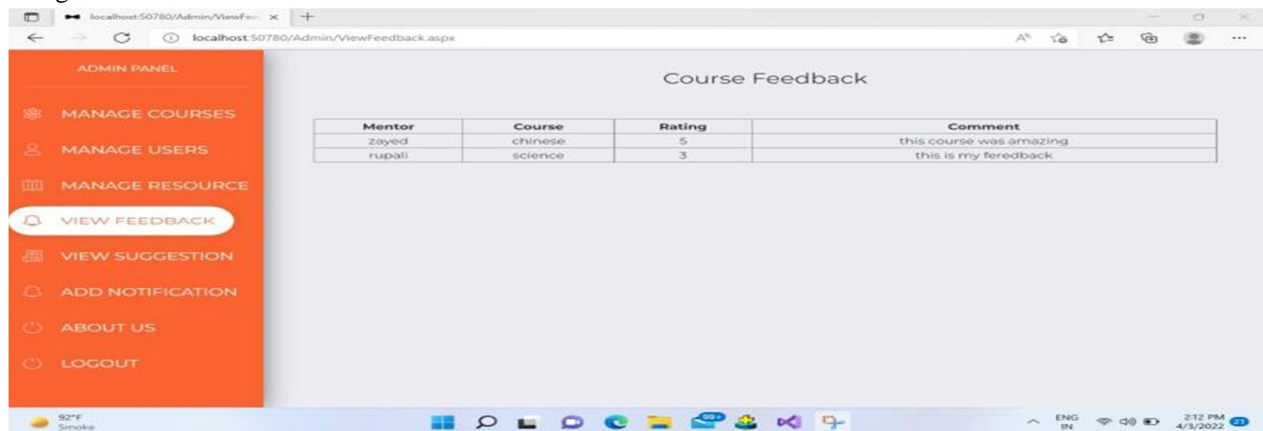 localhost:50780/Admin/ViewFee
localhost:50780/Admin/ViewFeedback.aspx
ADMIN PANEL
MANAGE COURSES
MANAGE USERS
MANAGE RESOURCE
VIEW FEEDBACK
VIEW SUGGESTION
ADD NOTIFICATION
ABOUT US
LOGOUT
Course Feedback
Mentor Course Rating Comment
zayed chinese 5 this course was amazing
rupali science 3 this is my feredback
92°F
Smoke
99+
ENG
IN
2:12 PM
4/3/2022
23